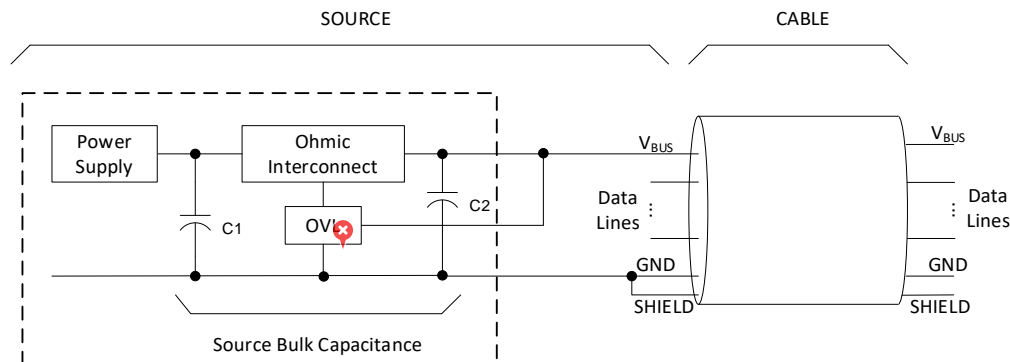 SOURCE
CABLE
Power
Supply
Ohmic
Interconnect
C1
C2
VBUS
Data
Lines
GND
SHIELD
VBUS
Data
Lines
GND
SHIELD
Source Bulk Capacitance